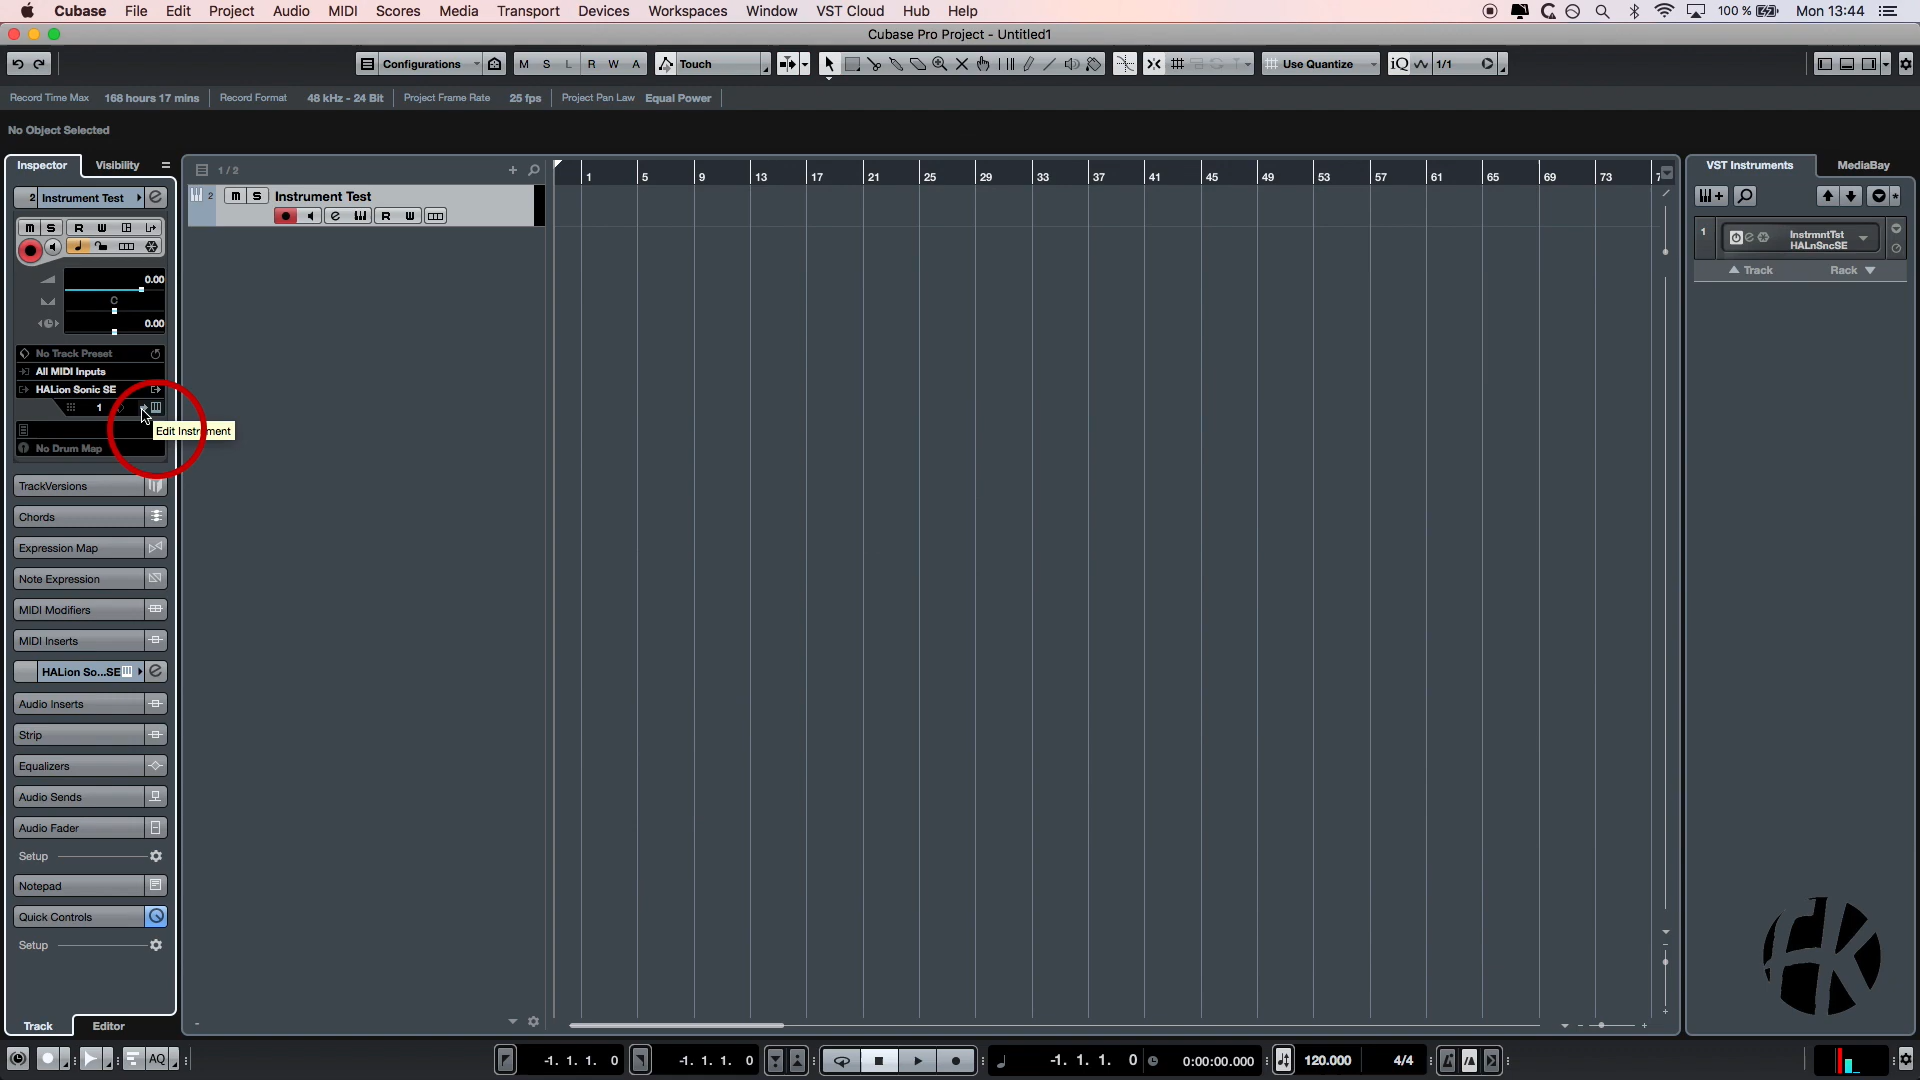 Cubase File Edit Project Audio MIDI Scores Media Transport Devices Workspaces Window VST Cloud Hub Help 100 % Mon 13:44
Cubase Pro Project - Untitled1
Configurations M S L R W A Touch Use Quantize iQ 1/1
Record Time Max 168 hours 17 mins Record Format 48 kHz - 24 Bit Project Frame Rate 25 fps Project Pan Law Equal Power
No Object Selected
Inspector Visibility 1/2 VST Instruments MediaBay
1 5 9 13 17 21 25 29 33 37 41 45 49 53 57 61 65 69 73
2 Instrument Test e
2 m S Instrument Test
R W
m S R W
1 InstrmntTst
HALnSncSE
Track Rack
0.00
C
0.00
No Track Preset
All MIDI Inputs
HALion Sonic SE
1
Edit Instrument
No Drum Map
TrackVersions
Chords
Expression Map
Note Expression
MIDI Modifiers
MIDI Inserts
HALion So...SE e
Audio Inserts
Strip
Equalizers
Audio Sends
Audio Fader
Setup
Notepad
Quick Controls
Setup
HK
Track Editor
AQ -1. 1. 1. 0 -1. 1. 1. 0 -1. 1. 1. 0 0:00:00.000 120.000 4/4